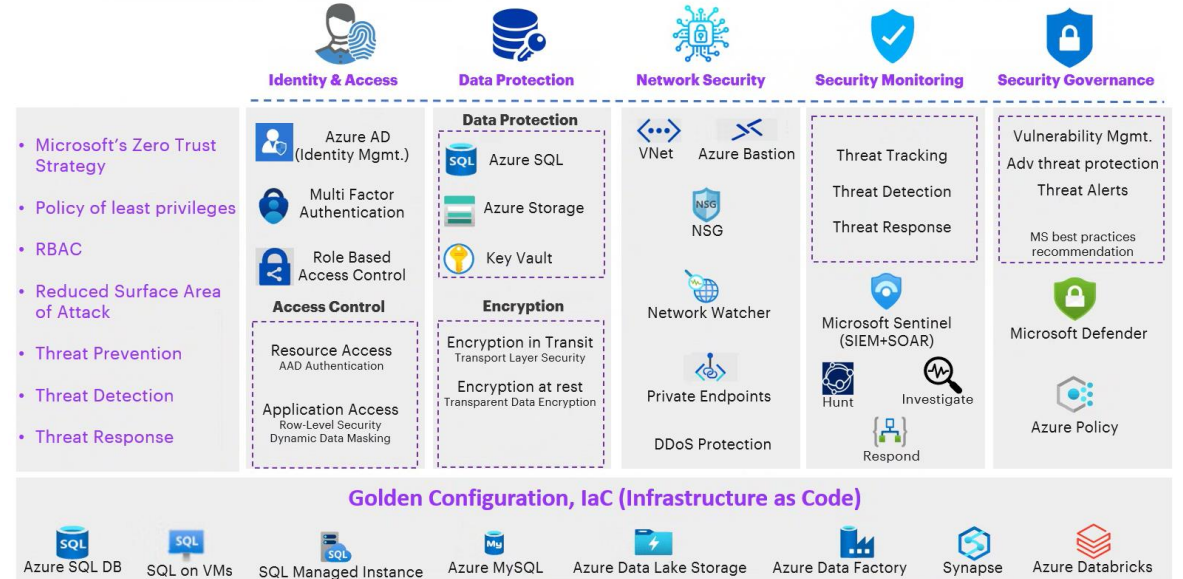 Identity & Access
Data Protection
Network Security
Security Monitoring
Security Governance
• Microsoft's Zero Trust
Strategy
• Policy of least privileges
• RBAC
• Reduced Surface Area
of Attack
• Threat Prevention
• Threat Detection
• Threat Response
Azure AD
(Identity Mgmt.)
Multi Factor
Authentication
Role Based
Access Control
Access Control
Resource Access
AAD Authentication
Application Access
Row-Level Security
Dynamic Data Masking
Data Protection
SQL
Azure SQL
Azure Storage
Key Vault
Encryption
Encryption in Transit
Transport Layer Security
Encryption at rest
Transparent Data Encryption
VNet
Azure Bastion
NSG
NSG
Network Watcher
Private Endpoints
DDoS Protection
Threat Tracking
Threat Detection
Threat Response
Microsoft Sentinel
(SIEM+SOAR)
Hunt
Investigate
Respond
Vulnerability Mgmt.
Adv threat protection
Threat Alerts
MS best practices
recommendation
Microsoft Defender
Azure Policy
Golden Configuration, IaC (Infrastructure as Code)
SQL
Azure SQL DB
SQL
SQL on VMs
SQL
SQL Managed Instance
My
Azure MySQL
Azure Data Lake Storage
Azure Data Factory
Synapse
Azure Databricks